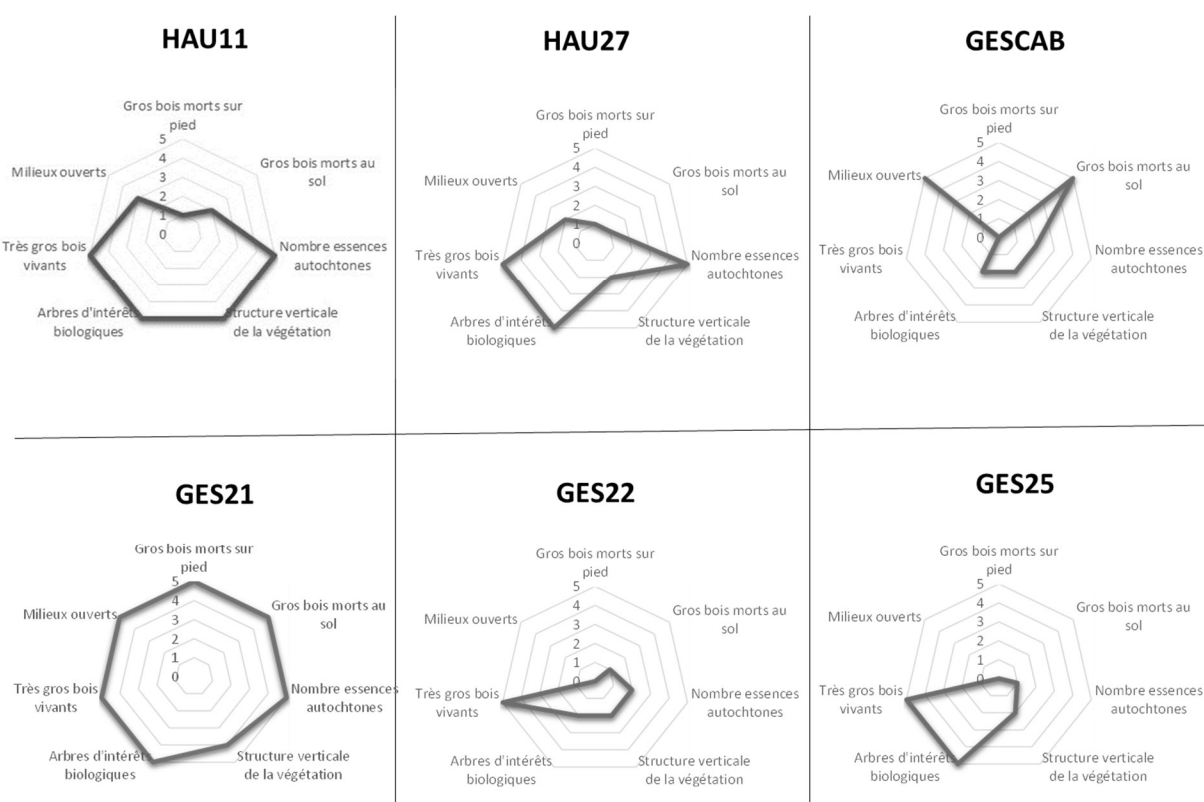 HAU11
Gros bois morts sur
pied
5
4
3
2
1
0
Gros bois morts au
sol
Nombre essences
autochtones
Structure verticale
de la végétation
Arbres d'intérêts
biologiques
Très gros bois
vivants
Milieux ouverts
HAU27
Gros bois morts sur
pied
5
4
3
2
1
0
Gros bois morts au
sol
Nombre essences
autochtones
Structure verticale
de la végétation
Arbres d'intérêts
biologiques
Très gros bois
vivants
Milieux ouverts
GESCAB
Gros bois morts sur
pied
5
4
3
2
1
0
Gros bois morts au
sol
Nombre essences
autochtones
Structure verticale
de la végétation
Arbres d'intérêts
biologiques
Très gros bois
vivants
Milieux ouverts
GES21
Gros bois morts sur
pied
5
4
3
2
1
0
Gros bois morts au
sol
Nombre essences
autochtones
Structure verticale
de la végétation
Arbres d'intérêts
biologiques
Très gros bois
vivants
Milieux ouverts
GES22
Gros bois morts sur
pied
5
4
3
2
1
0
Gros bois morts au
sol
Nombre essences
autochtones
Structure verticale
de la végétation
Arbres d'intérêts
biologiques
Très gros bois
vivants
Milieux ouverts
GES25
Gros bois morts sur
pied
5
4
3
2
1
0
Gros bois morts au
sol
Nombre essences
autochtones
Structure verticale
de la végétation
Arbres d'intérêts
biologiques
Très gros bois
vivants
Milieux ouverts